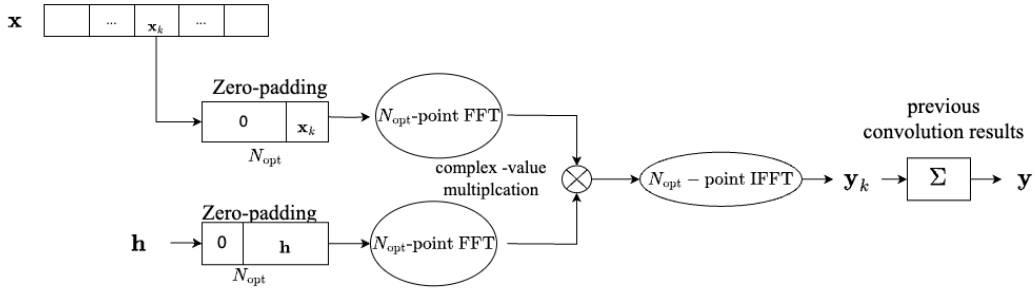 x ... x_k ...
Zero-padding
0 x_k
N_opt
N_opt-point FFT
previous
convolution results
complex -value
multiplcation
N_opt − point IFFT
y_k
Σ
y
Zero-padding
h
0 h
N_opt
N_opt-point FFT